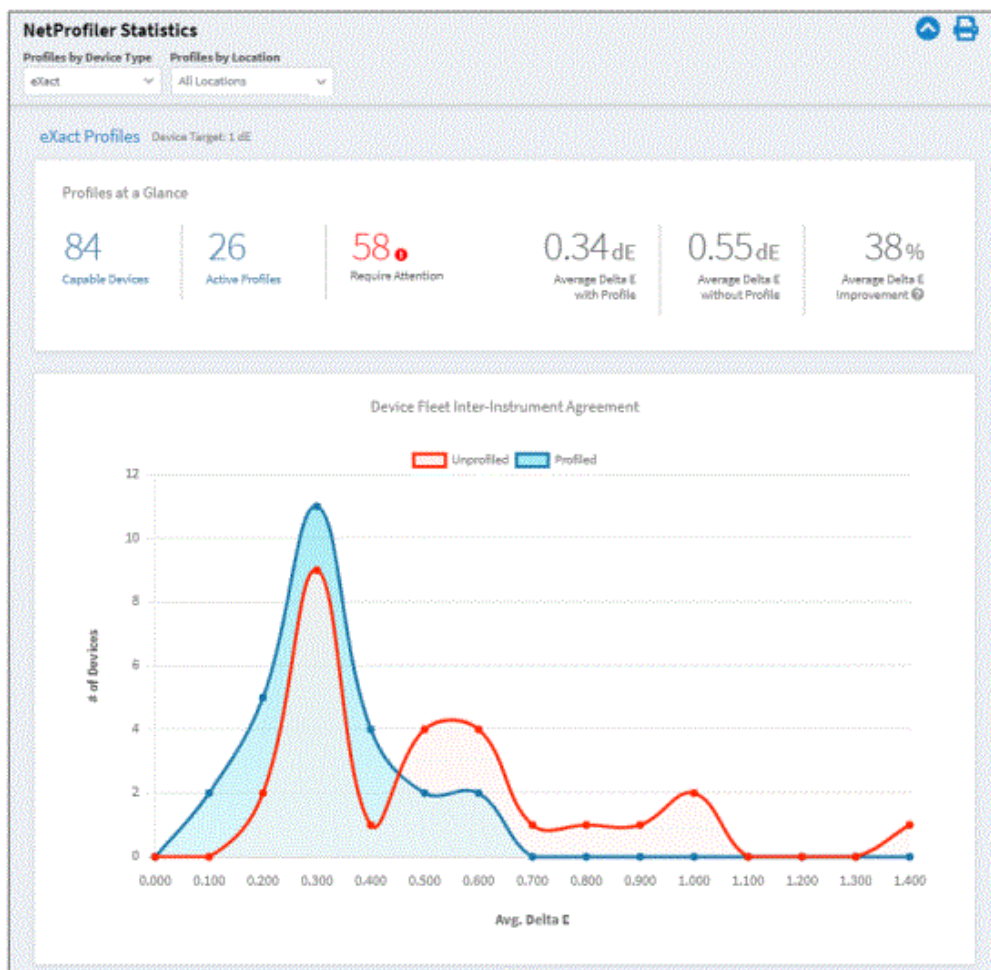 NetProfiler Statistics
Profiles by Device Type Profiles by Location
eXact All Locations
eXact Profiles Device Target: 1 dE
Profiles at a Glance
84 26 58 0.34 dE 0.55 dE 38%
Capable Devices Active Profiles Require Attention Average Delta E Average Delta E Average Delta E
with Profile without Profile Improvement
Device Fleet Inter-Instrument Agreement
Unprofiled Profiled
12
10
8
6
4
2
0
# of Devices
0.000 0.100 0.200 0.300 0.400 0.500 0.600 0.700 0.800 0.900 1.000 1.100 1.200 1.300 1.400
Avg. Delta E